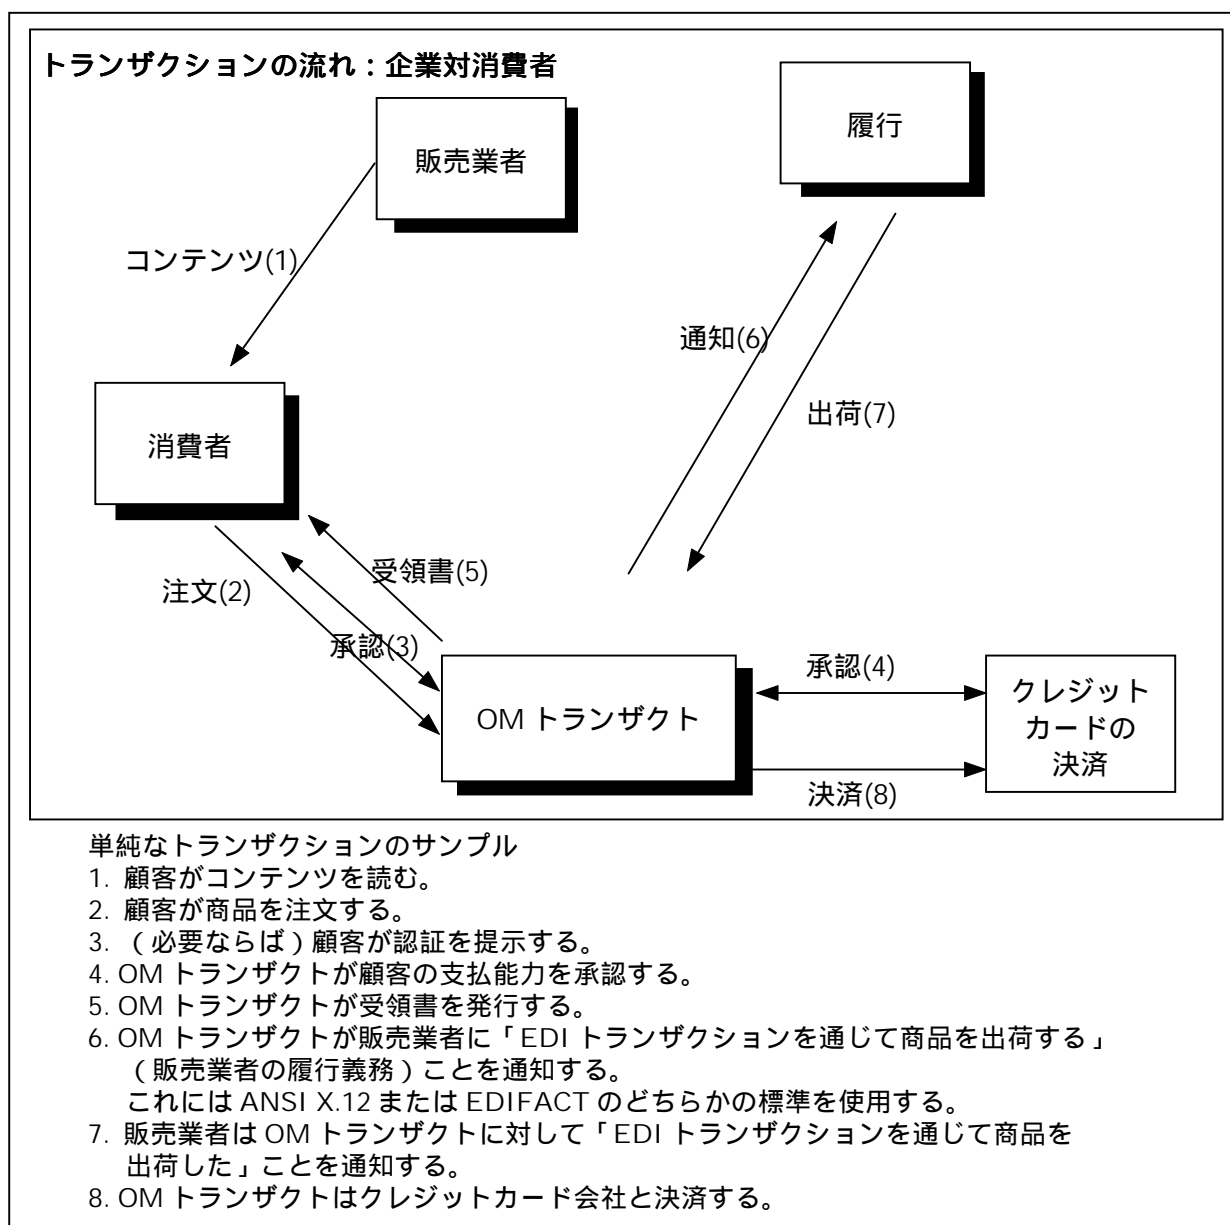 トランザクションの流れ：企業対消費者
販売業者
履行
コンテンツ(1)
通知(6)
出荷(7)
消費者
受領書(5)
注文(2)
承認(3)
OM トランザクト
承認(4)
クレジット
カードの
決済
決済(8)
単純なトランザクションのサンプル
1. 顧客がコンテンツを読む。
2. 顧客が商品を注文する。
3. （必要ならば）顧客が認証を提示する。
4. OM トランザクトが顧客の支払能力を承認する。
5. OM トランザクトが受領書を発行する。
6. OM トランザクトが販売業者に「EDI トランザクションを通じて商品を出荷する」
（販売業者の履行義務）ことを通知する。
これには ANSI X.12 または EDIFACT のどちらかの標準を使用する。
7. 販売業者は OM トランザクトに対して「EDI トランザクションを通じて商品を
出荷した」ことを通知する。
8. OM トランザクトはクレジットカード会社と決済する。